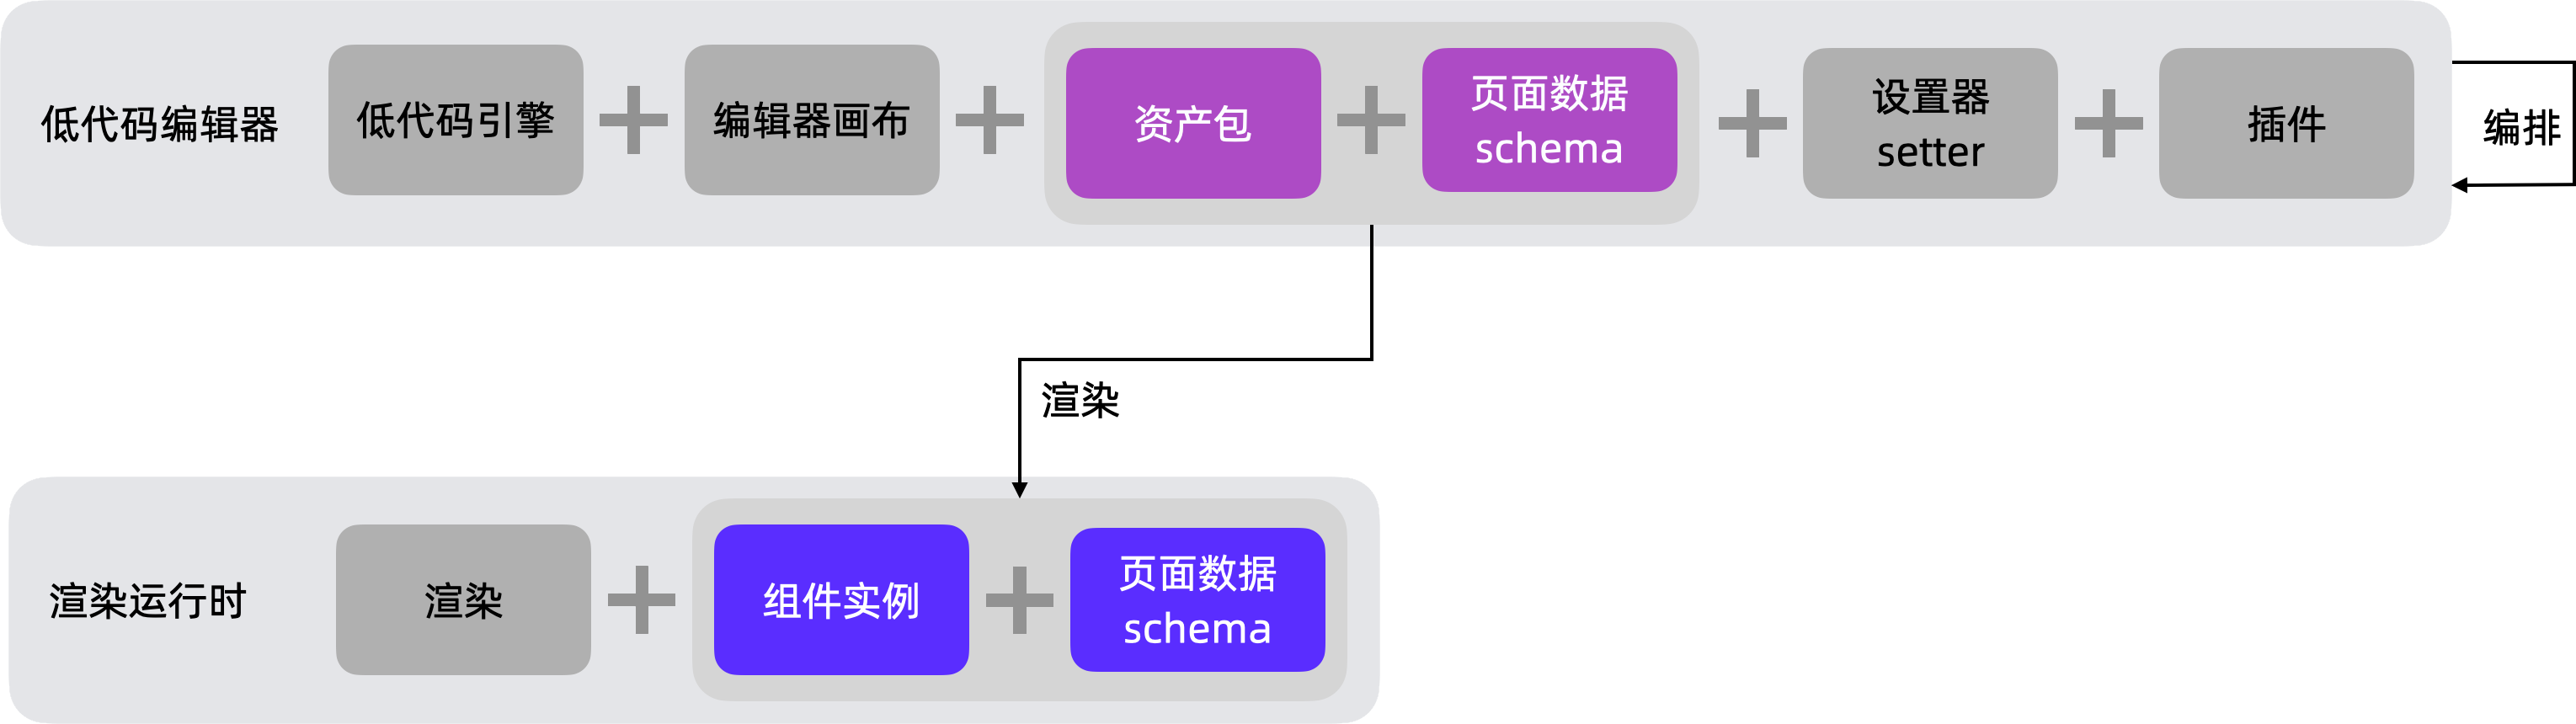 低代码编辑器
低代码引擎
编辑器画布
资产包
页面数据
schema
设置器
setter
插件
编排
渲染
渲染运行时
渲染
组件实例
页面数据
schema